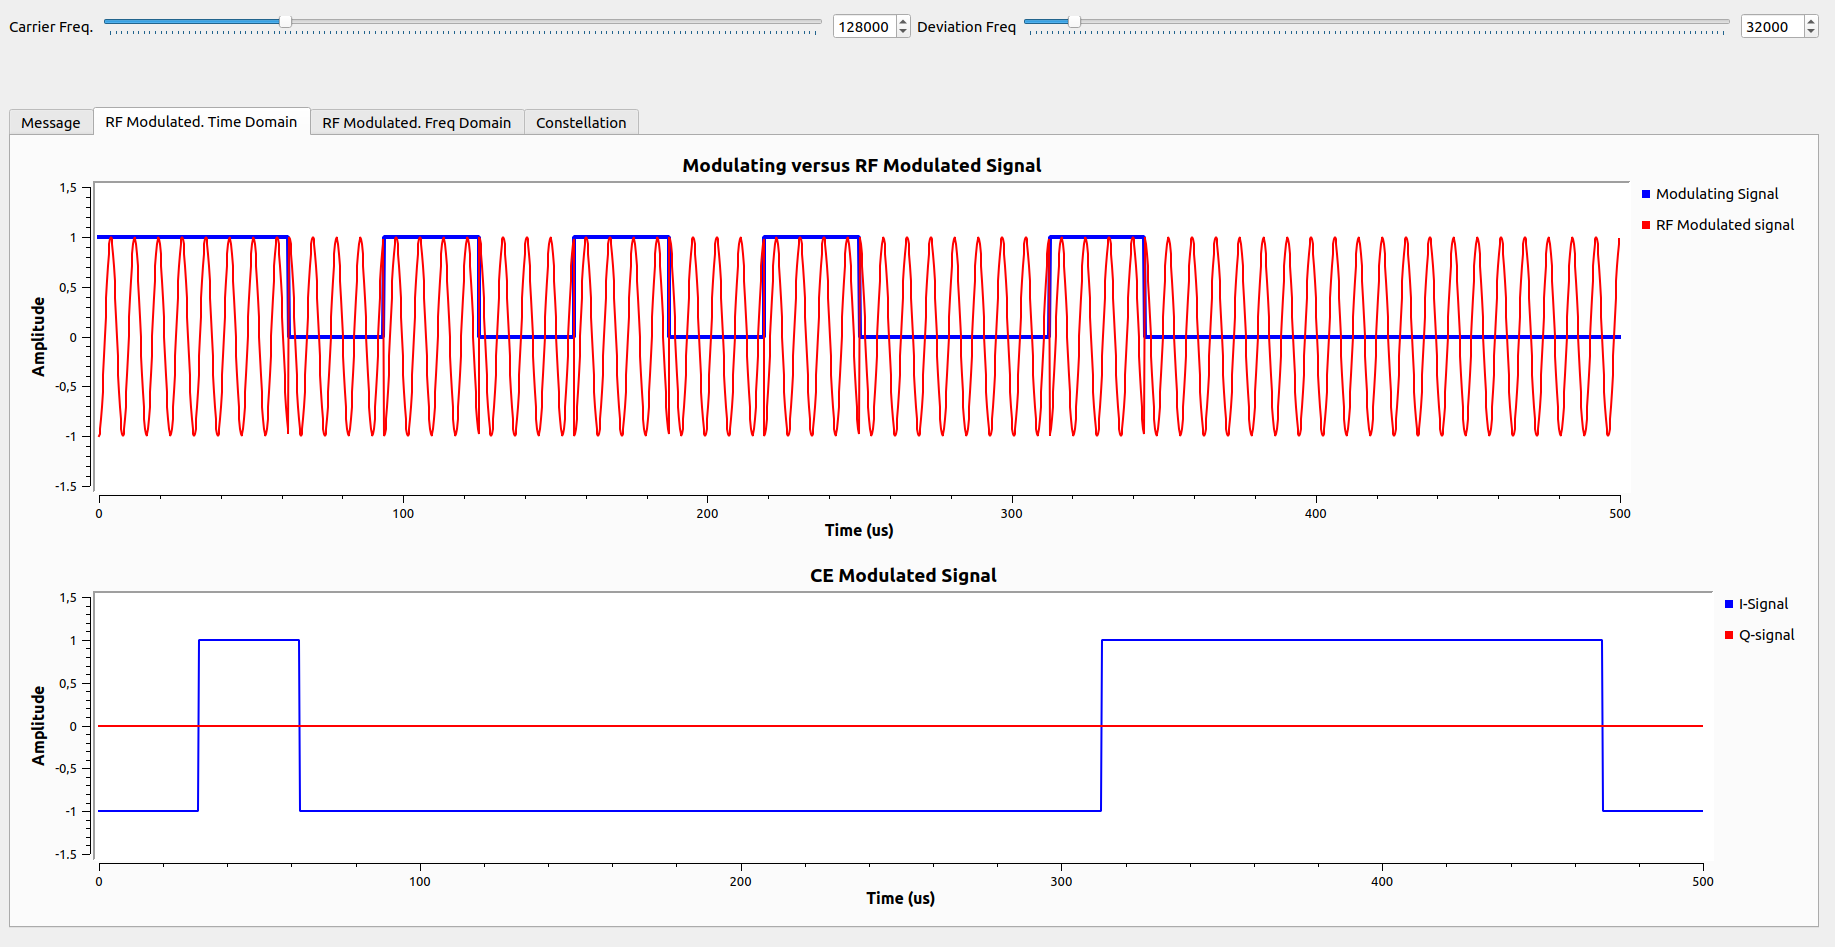 Carrier Freq. 128000 Deviation Freq 32000
Message RF Modulated. Time Domain RF Modulated. Freq Domain Constellation
Modulating versus RF Modulated Signal
1,5
1
0,5
0
-0,5
-1
-1.5
Amplitude
0 100 200 300 400 500
Time (us)
Modulating Signal
RF Modulated signal
CE Modulated Signal
1,5
1
0,5
0
-0,5
-1
-1.5
Amplitude
0 100 200 300 400 500
Time (us)
I-Signal
Q-signal